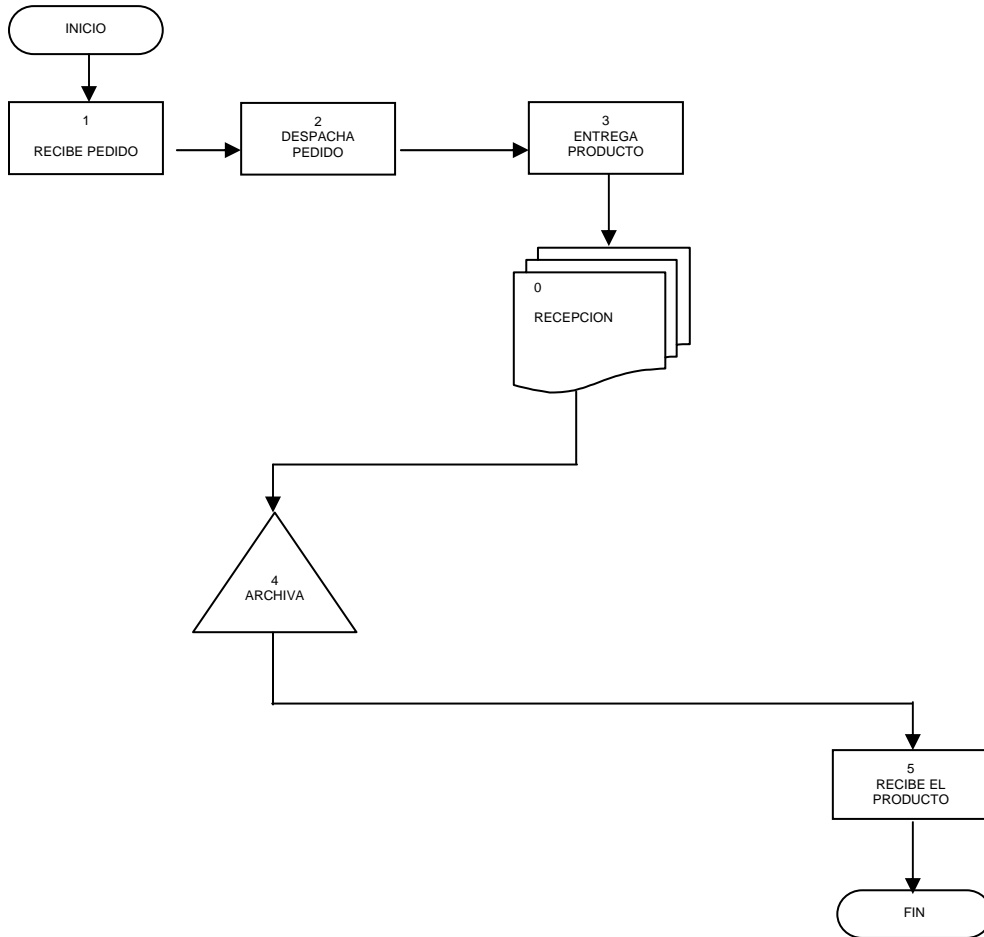 INICIO
1
RECIBE PEDIDO
2
DESPACHA
PEDIDO
3
ENTREGA
PRODUCTO
0
RECEPCION
4
ARCHIVA
5
RECIBE EL
PRODUCTO
FIN